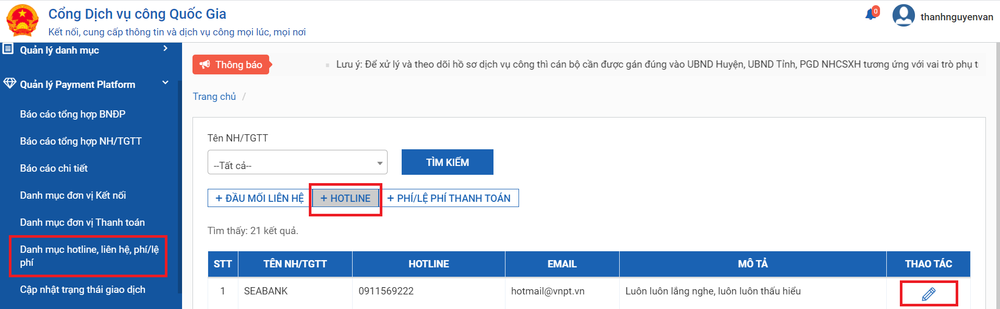 Cổng Dịch vụ công Quốc Gia
Kết nối, cung cấp thông tin và dịch vụ công mọi lúc, mọi nơi
0
thanhnguyenvan
Quản lý danh mục
Quản lý Payment Platform
Báo cáo tổng hợp BNĐP
Báo cáo tổng hợp NH/TGTT
Báo cáo chi tiết
Danh mục đơn vị Kết nối
Danh mục đơn vị Thanh toán
Danh mục hotline, liên hệ, phí/lệ
phí
Cập nhật trạng thái giao dịch
Thông báo
Lưu ý: Để xử lý và theo dõi hồ sơ dịch vụ công thì cán bộ cần được gán đúng vào UBND Huyện, UBND Tỉnh, PGD NHCSXH tương ứng với vai trò phụ t
Trang chủ /
Tên NH/TGTT
--Tất cả--
TÌM KIẾM
+ ĐẦU MỐI LIÊN HỆ + HOTLINE + PHÍ/LỆ PHÍ THANH TOÁN
Tìm thấy: 21 kết quả.
STT TÊN NH/TGTT HOTLINE EMAIL MÔ TẢ THAO TÁC
1 SEABANK 0911569222 hotmail@vnpt.vn Luôn luôn lắng nghe, luôn luôn thấu hiểu